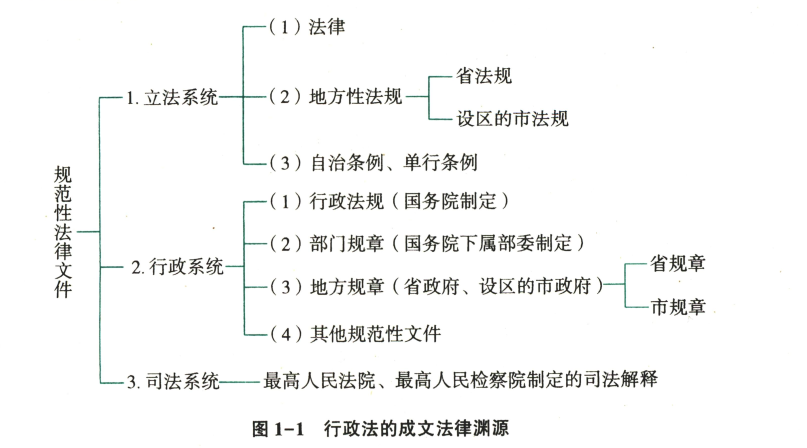 规范性法律文件
1.立法系统
（1）法律
（2）地方性法规
省法规
设区的市法规
（3）自治条例、单行条例
2.行政系统
（1）行政法规（国务院制定）
（2）部门规章（国务院下属部委制定）
（3）地方规章（省政府、设区的市政府）
省规章
市规章
（4）其他规范性文件
3.司法系统
最高人民法院、最高人民检察院制定的司法解释
图1-1 行政法的成文法律渊源